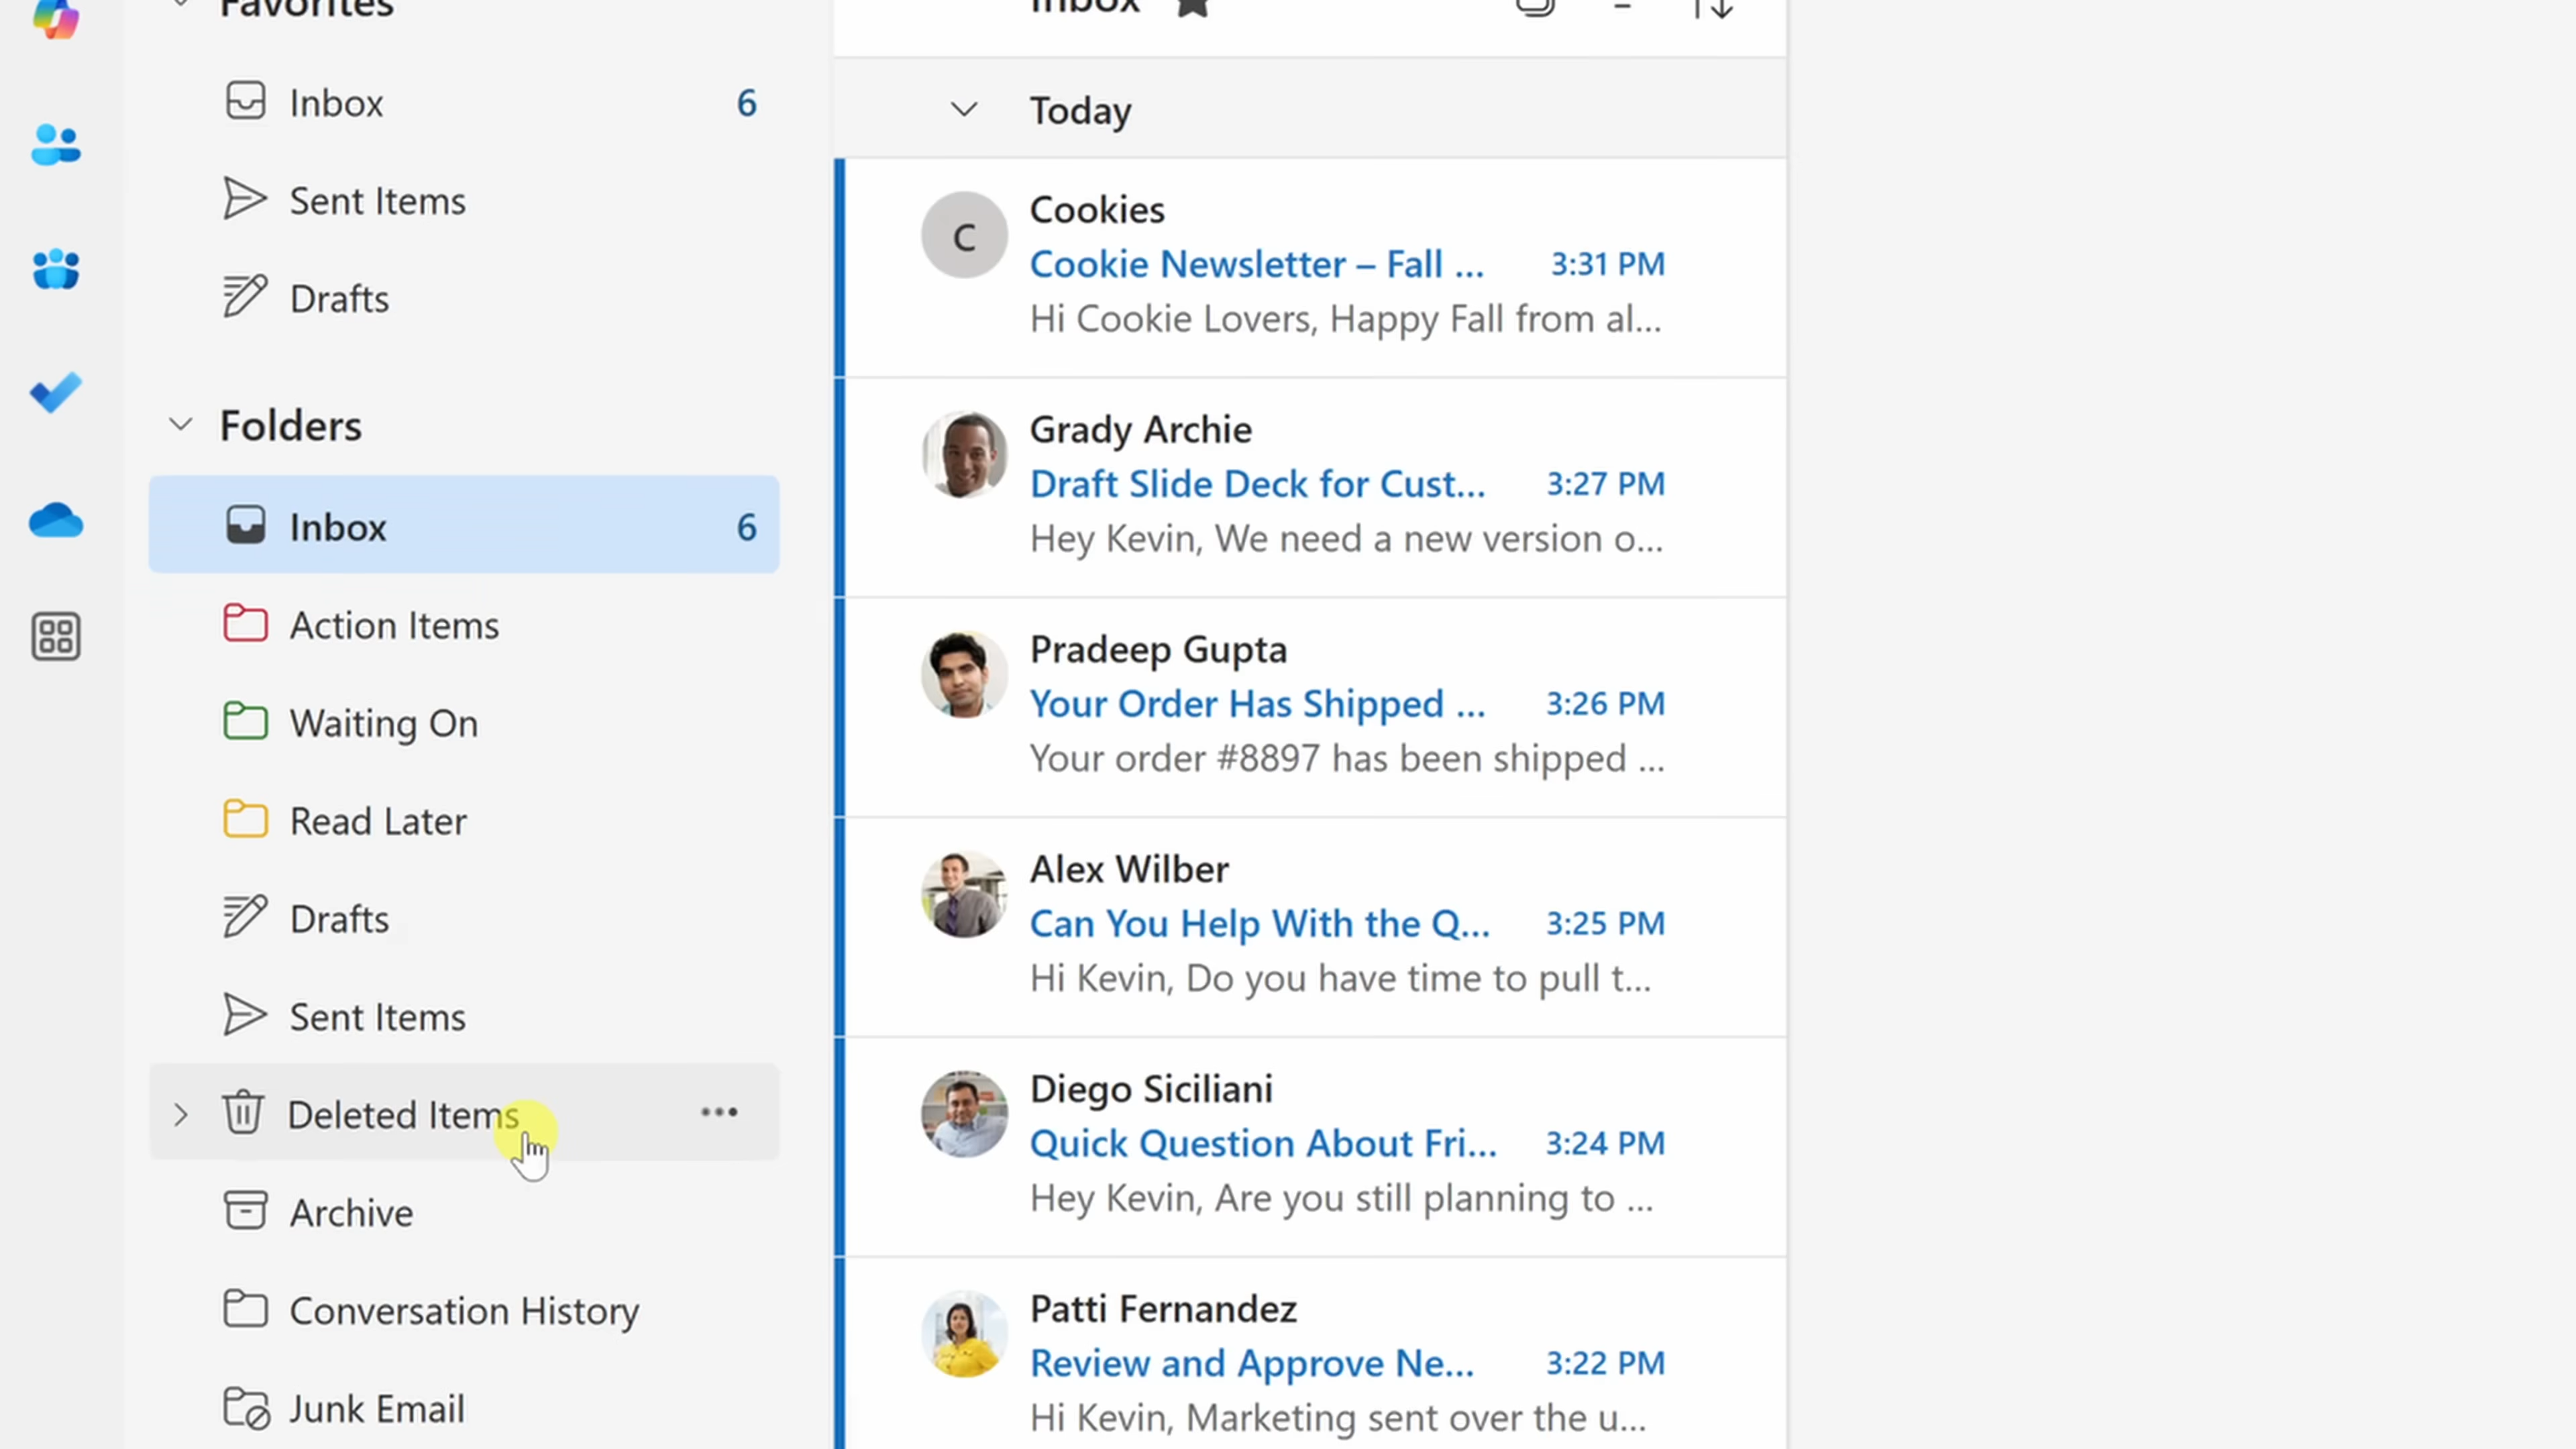 Favorites
Inbox 6
Sent Items
Drafts
Folders
Inbox 6
Action Items
Waiting On
Read Later
Drafts
Sent Items
Deleted Items
Archive
Conversation History
Junk Email
Inbox
Today
C
Cookies
Cookie Newsletter – Fall ... 3:31 PM
Hi Cookie Lovers, Happy Fall from al...
Grady Archie
Draft Slide Deck for Cust... 3:27 PM
Hey Kevin, We need a new version o...
Pradeep Gupta
Your Order Has Shipped ... 3:26 PM
Your order #8897 has been shipped ...
Alex Wilber
Can You Help With the Q... 3:25 PM
Hi Kevin, Do you have time to pull t...
Diego Siciliani
Quick Question About Fri... 3:24 PM
Hey Kevin, Are you still planning to ...
Patti Fernandez
Review and Approve Ne... 3:22 PM
Hi Kevin, Marketing sent over the u...